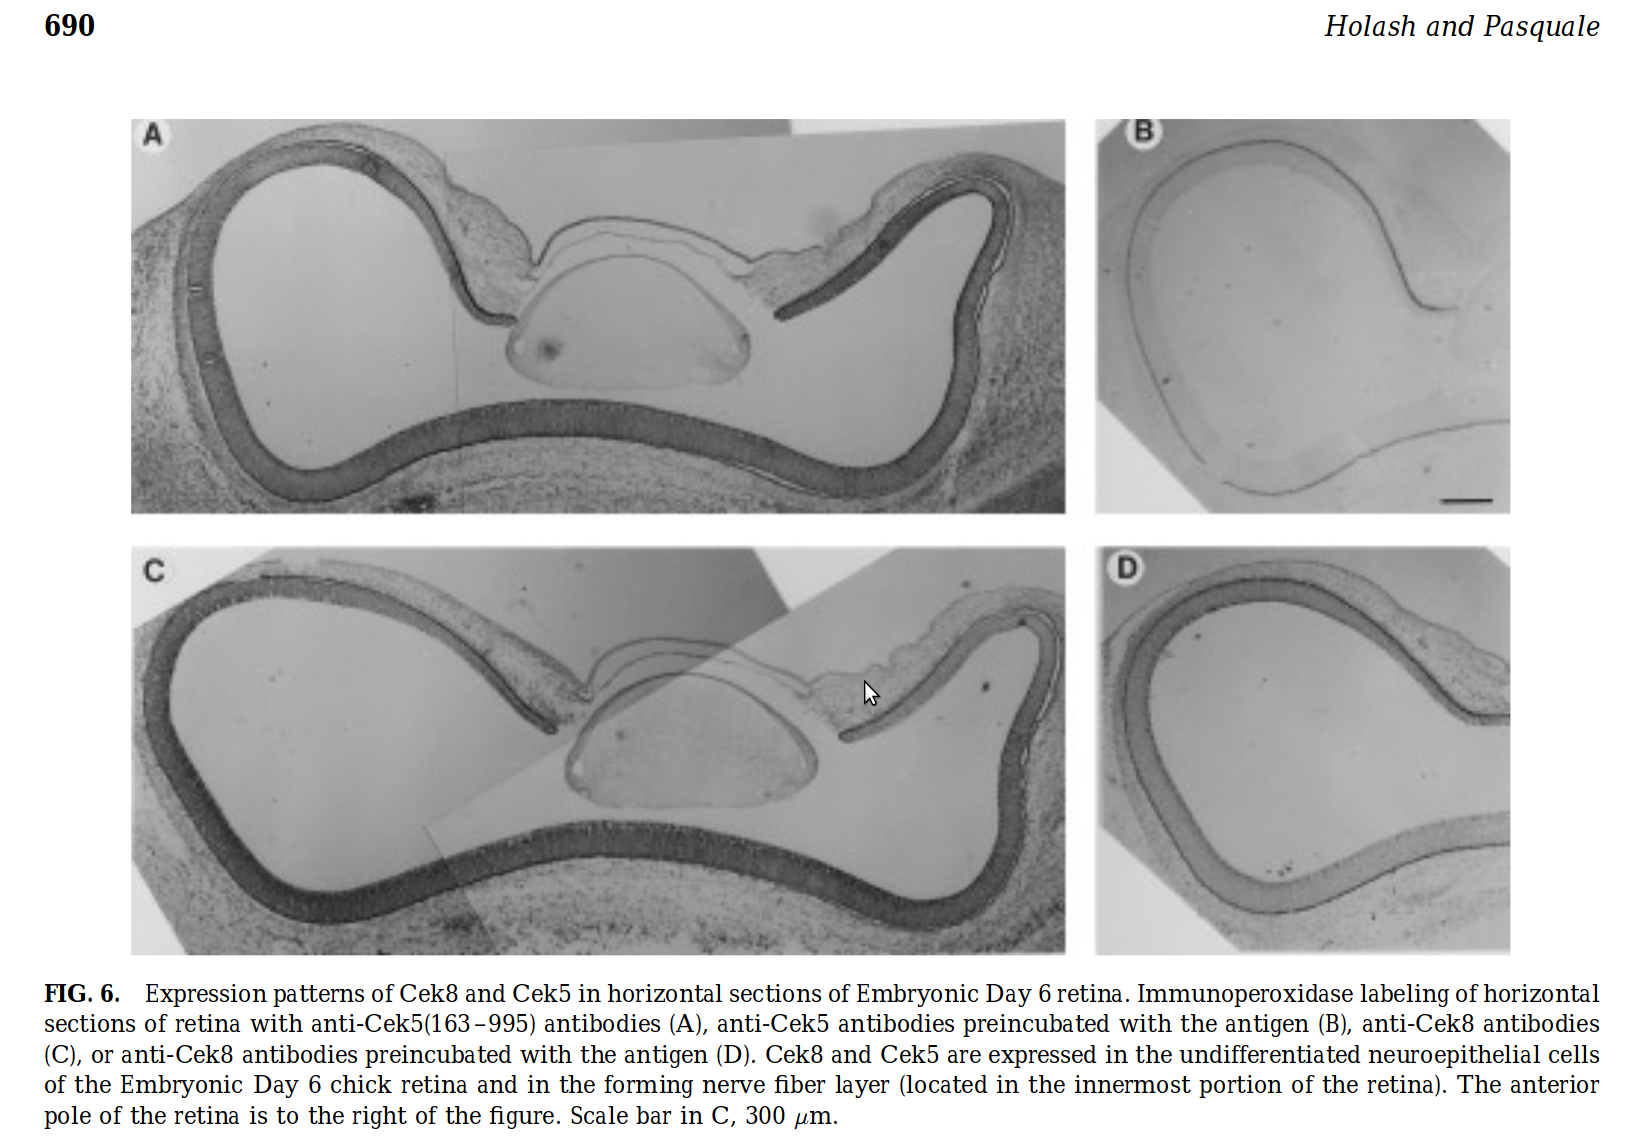 690
Holash and Pasquale
A
B
C
D
FIG. 6. Expression patterns of Cek8 and Cek5 in horizontal sections of Embryonic Day 6 retina. Immunoperoxidase labeling of horizontal
sections of retina with anti-Cek5(163–995) antibodies (A), anti-Cek5 antibodies preincubated with the antigen (B), anti-Cek8 antibodies
(C), or anti-Cek8 antibodies preincubated with the antigen (D). Cek8 and Cek5 are expressed in the undifferentiated neuroepithelial cells
of the Embryonic Day 6 chick retina and in the forming nerve fiber layer (located in the innermost portion of the retina). The anterior
pole of the retina is to the right of the figure. Scale bar in C, 300 μm.